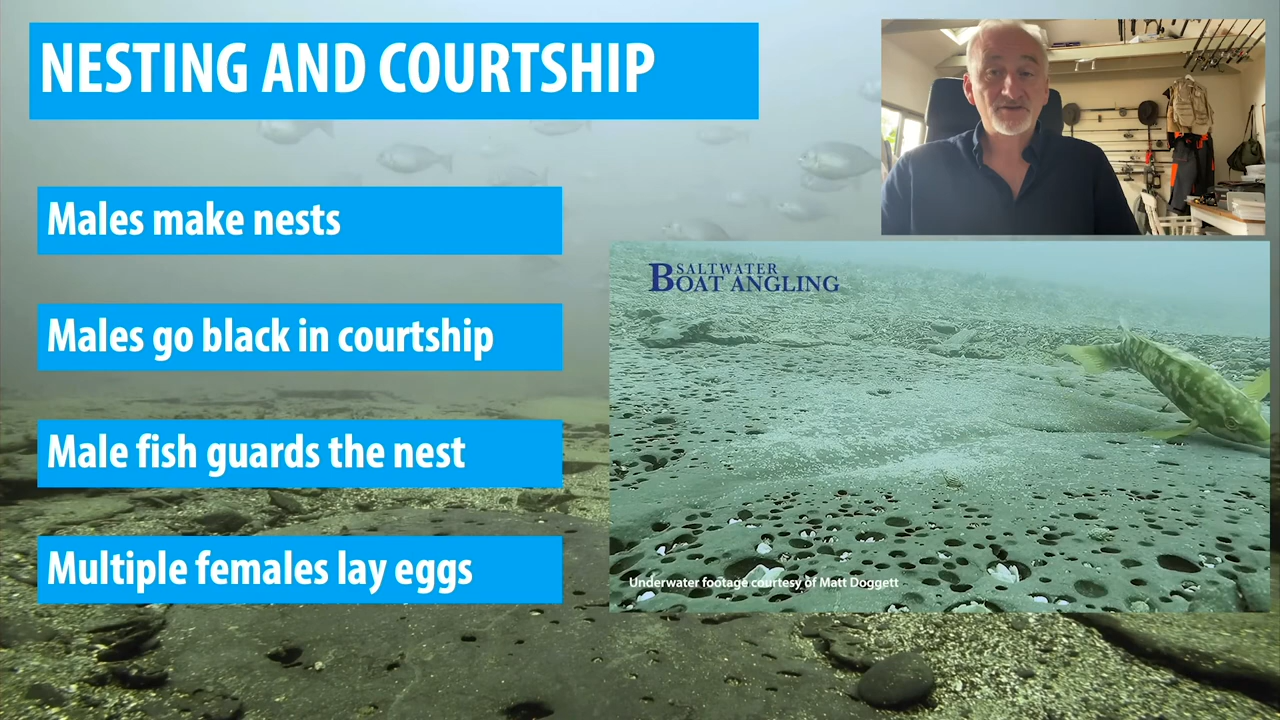 NESTING AND COURTSHIP
Males make nests
Males go black in courtship
Male fish guards the nest
Multiple females lay eggs
SALTWATER
BOAT ANGLING
Underwater footage courtesy of Matt Doggett